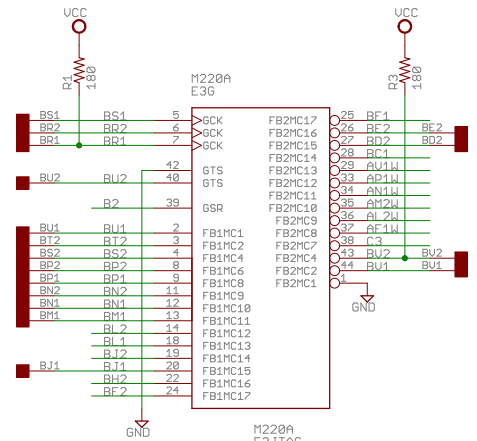 VCC VCC
R1 180 R3 180
M220A
E3G
BS1 BS1 5 GCK FB2MC17 25 BF1
BR2 BR2 6 GCK FB2MC16 26 BE2 BE2
BR1 BR1 7 GCK FB2MC15 27 BD2 BD2
FB2MC14 28 BC1
42 GTS FB2MC13 29 AV1W
BU2 BU2 40 GTS FB2MC12 33 AP1W
FB2MC11 34 AN1W
B2 39 GSR FB2MC10 35 AM2W
FB2MC9 36 AL2W
BU1 BU1 2 FB1MC1 FB2MC8 37 AF1W
BT2 BT2 3 FB1MC2 FB2MC7 38 C3
BS2 BS2 4 FB1MC4 FB2MC4 43 BV2 BV2
BP2 BP2 8 FB1MC6 FB2MC2 44 BV1 BV1
BP1 BP1 9 FB1MC8 FB2MC1 1
BN2 BN2 11 FB1MC9
BN1 BN1 12 FB1MC10 GND
BM1 BM1 13 FB1MC11
BL2 14 FB1MC12
BL1 18 FB1MC13
BJ2 19 FB1MC14
BJ1 BJ1 20 FB1MC15
BH2 22 FB1MC16
BF2 24 FB1MC17
GND
M220A
E3JTAG